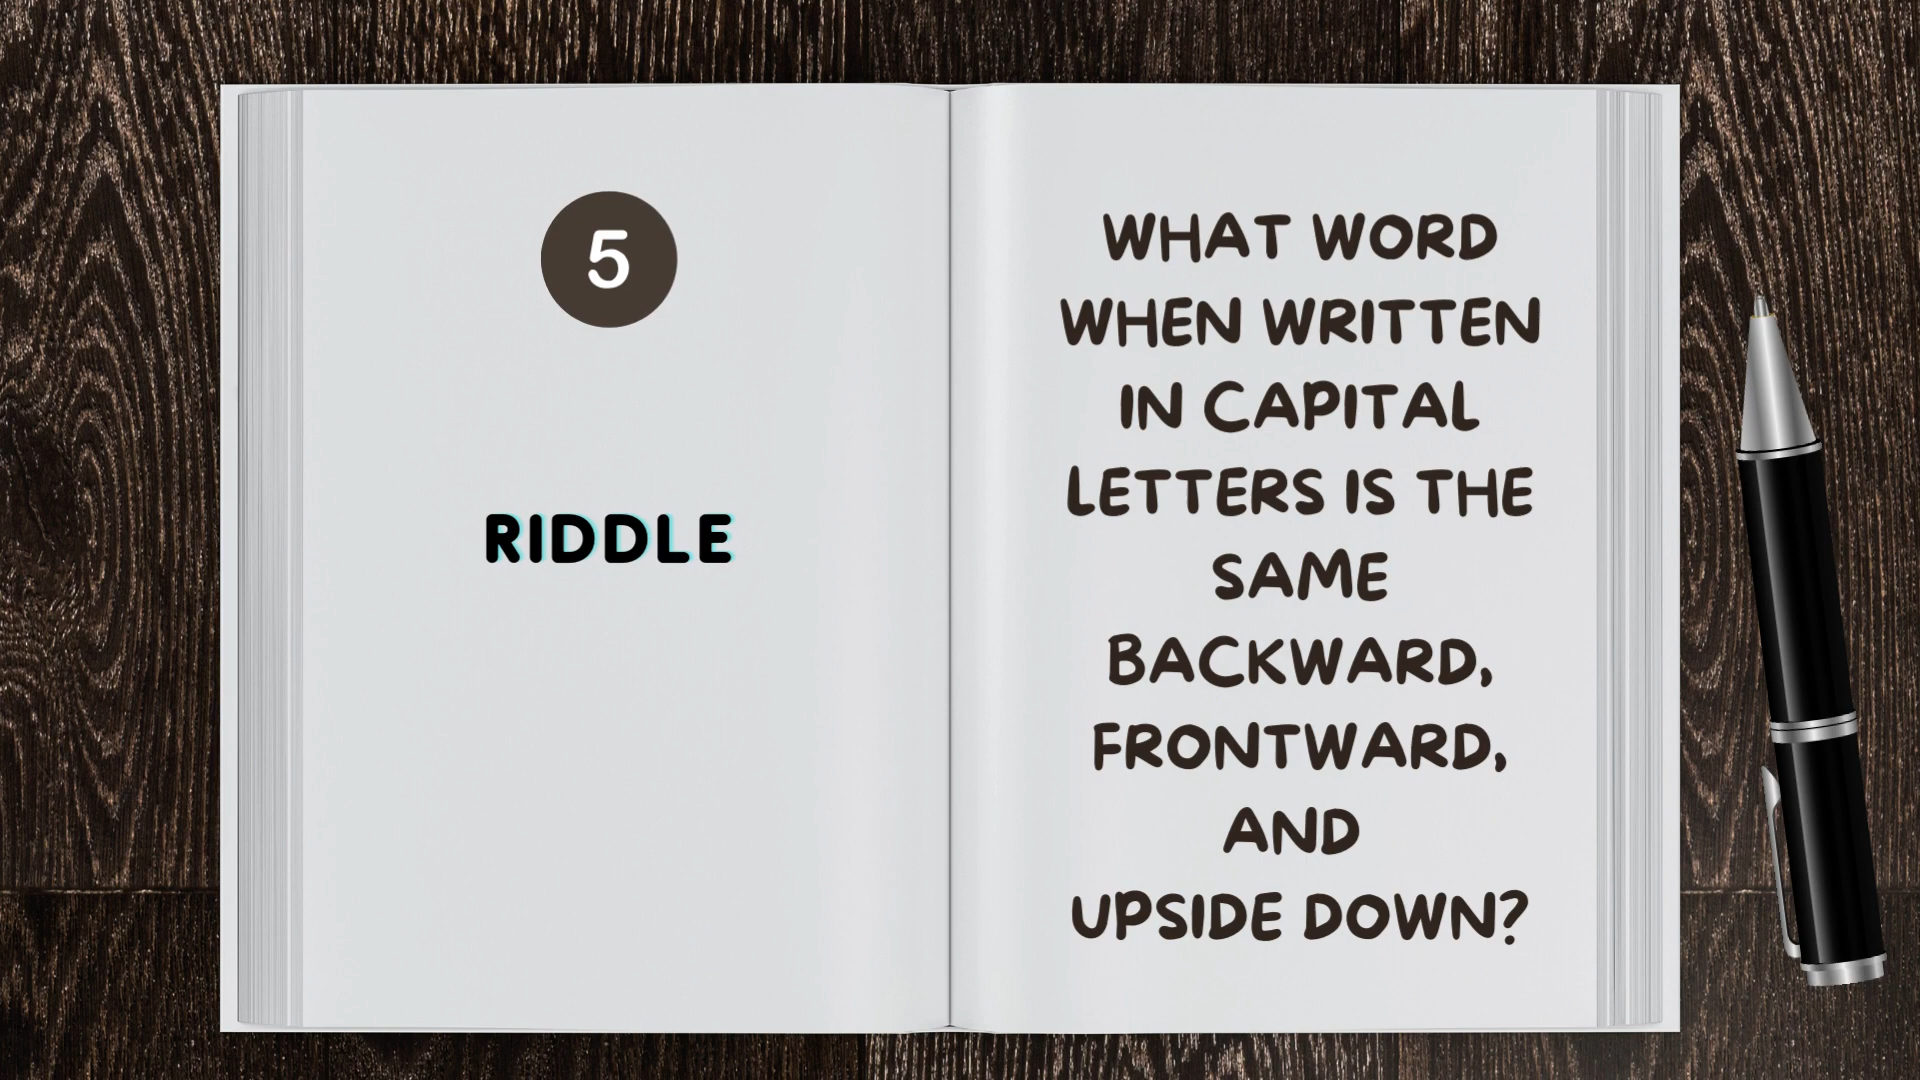 5
RIDDLE
WHAT WORD
WHEN WRITTEN
IN CAPITAL
LETTERS IS THE
SAME
BACKWARD,
FRONTWARD,
AND
UPSIDE DOWN?